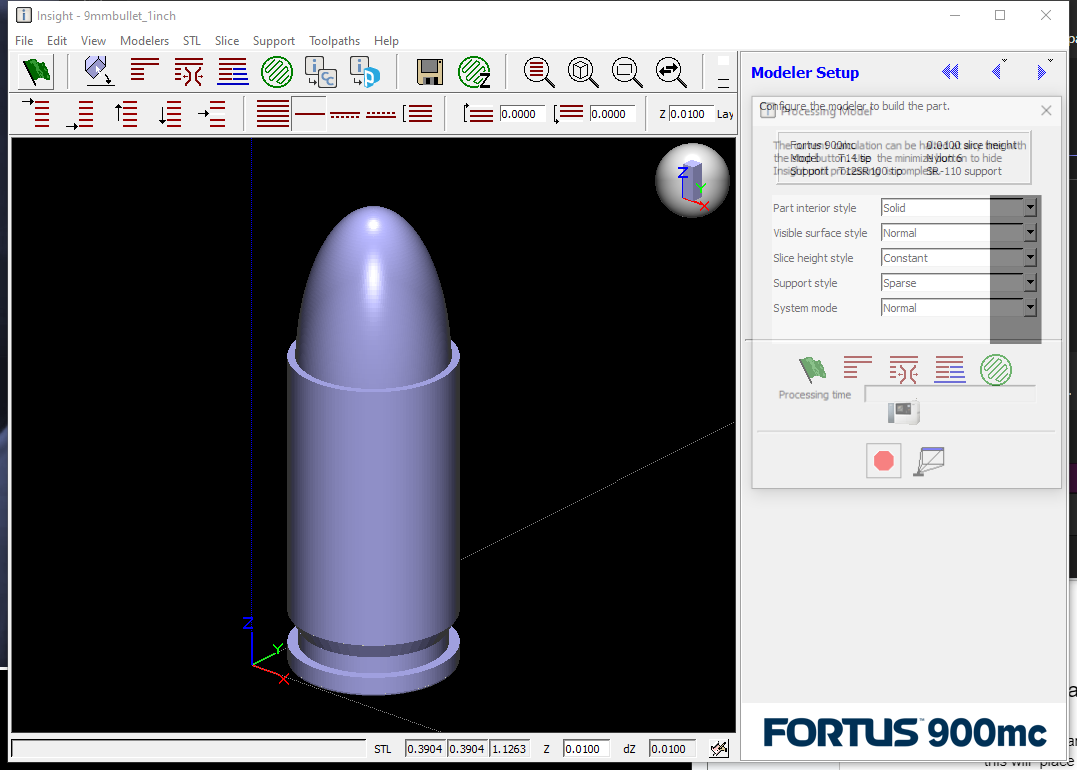 Insight - 9mmbullet_1inch
File Edit View Modelers STL Slice Support Toolpaths Help
0.0000 0.0000 Z 0.0100 Lay
Modeler Setup
Configure the modeler to build the part.
Processing Model
Fortus 900mc 0.0100 slice height
Model T14 tip Nylon 6
Support T12SR100 tip SR-110 support
Part interior style Solid
Visible surface style Normal
Slice height style Constant
Support style Sparse
System mode Normal
Processing time
Z
Y
X
Z
Y
X
STL 0.3904 0.3904 1.1263 Z 0.0100 dZ 0.0100
FORTUS 900mc
this will place